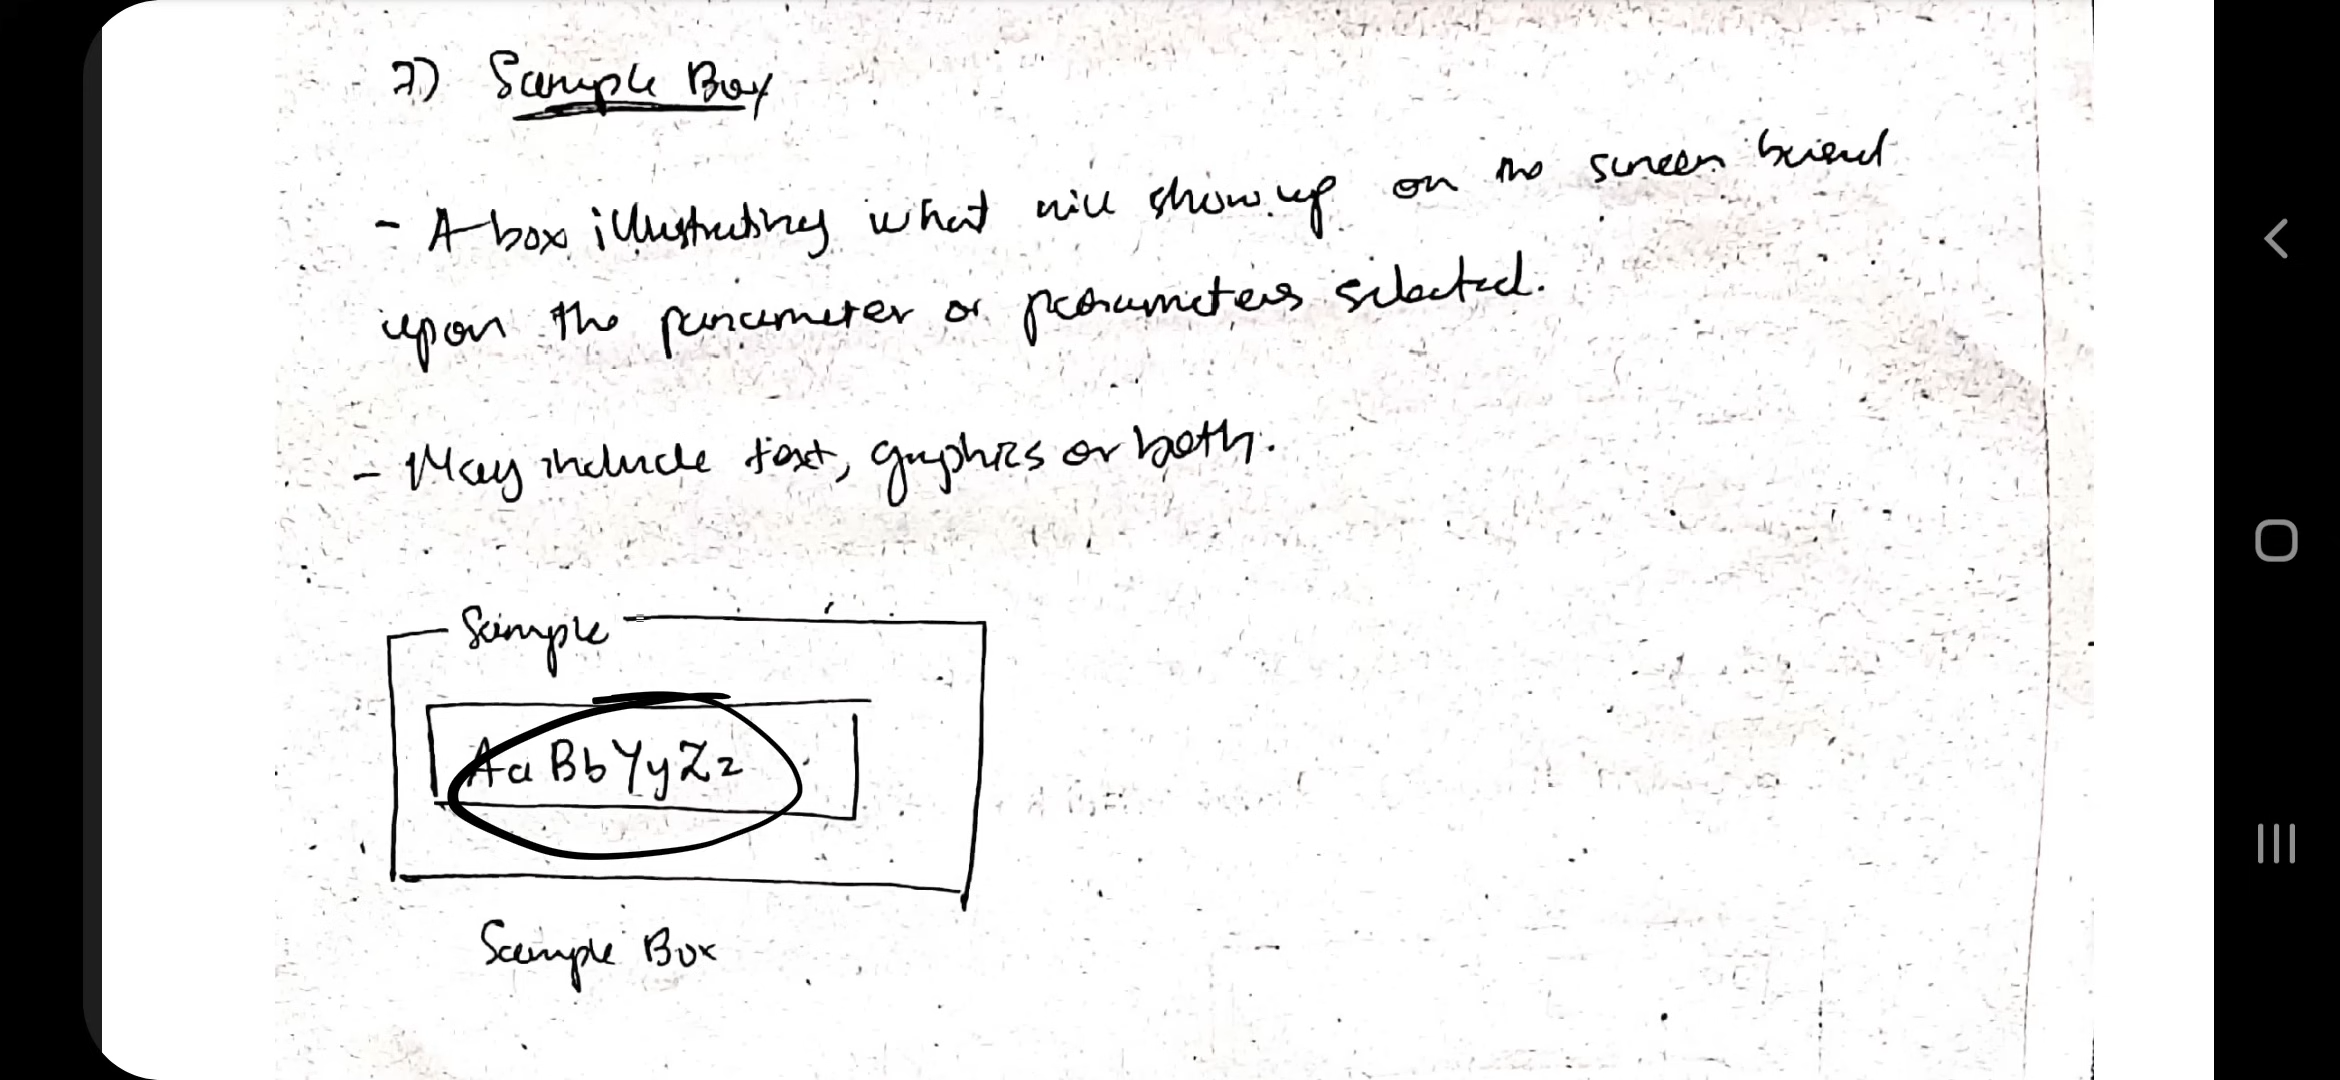 7) Sample Box
- A box illustrating what will show up on the screen based
upon the parameter or parameters selected.
- May include text, graphics or both.
Sample
Aa Bb Yy Zz
Sample Box